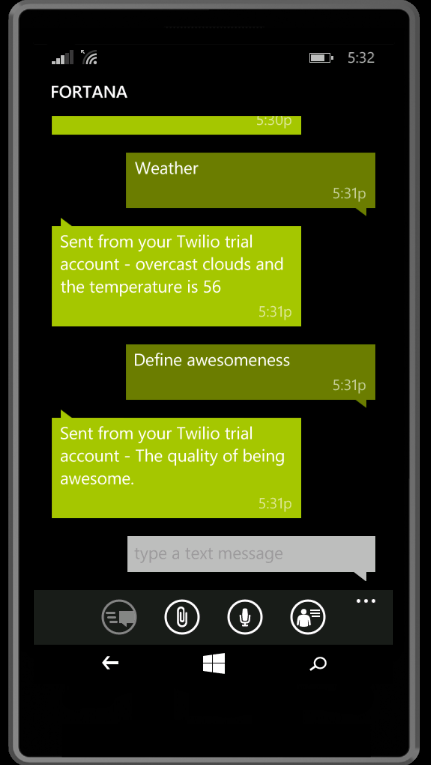 5:32
FORTANA
5:30p
Weather
5:31p
Sent from your Twilio trial
account - overcast clouds and
the temperature is 56
5:31p
Define awesomeness
5:31p
Sent from your Twilio trial
account - The quality of being
awesome.
5:31p
type a text message